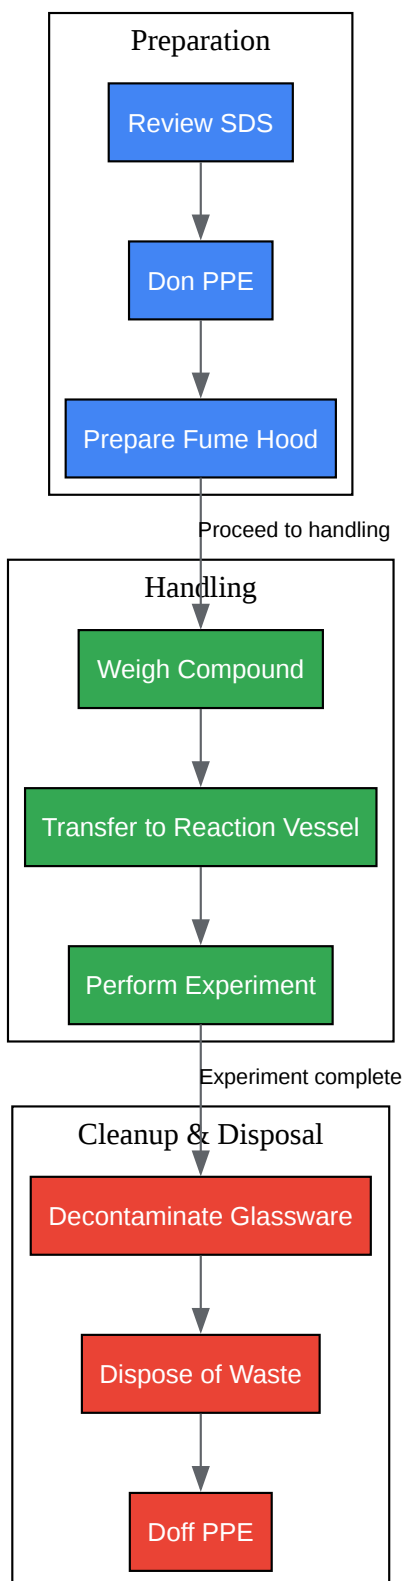 Preparation
Review SDS
Don PPE
Prepare Fume Hood
Proceed to handling
Handling
Weigh Compound
Transfer to Reaction Vessel
Perform Experiment
Experiment complete
Cleanup & Disposal
Decontaminate Glassware
Dispose of Waste
Doff PPE